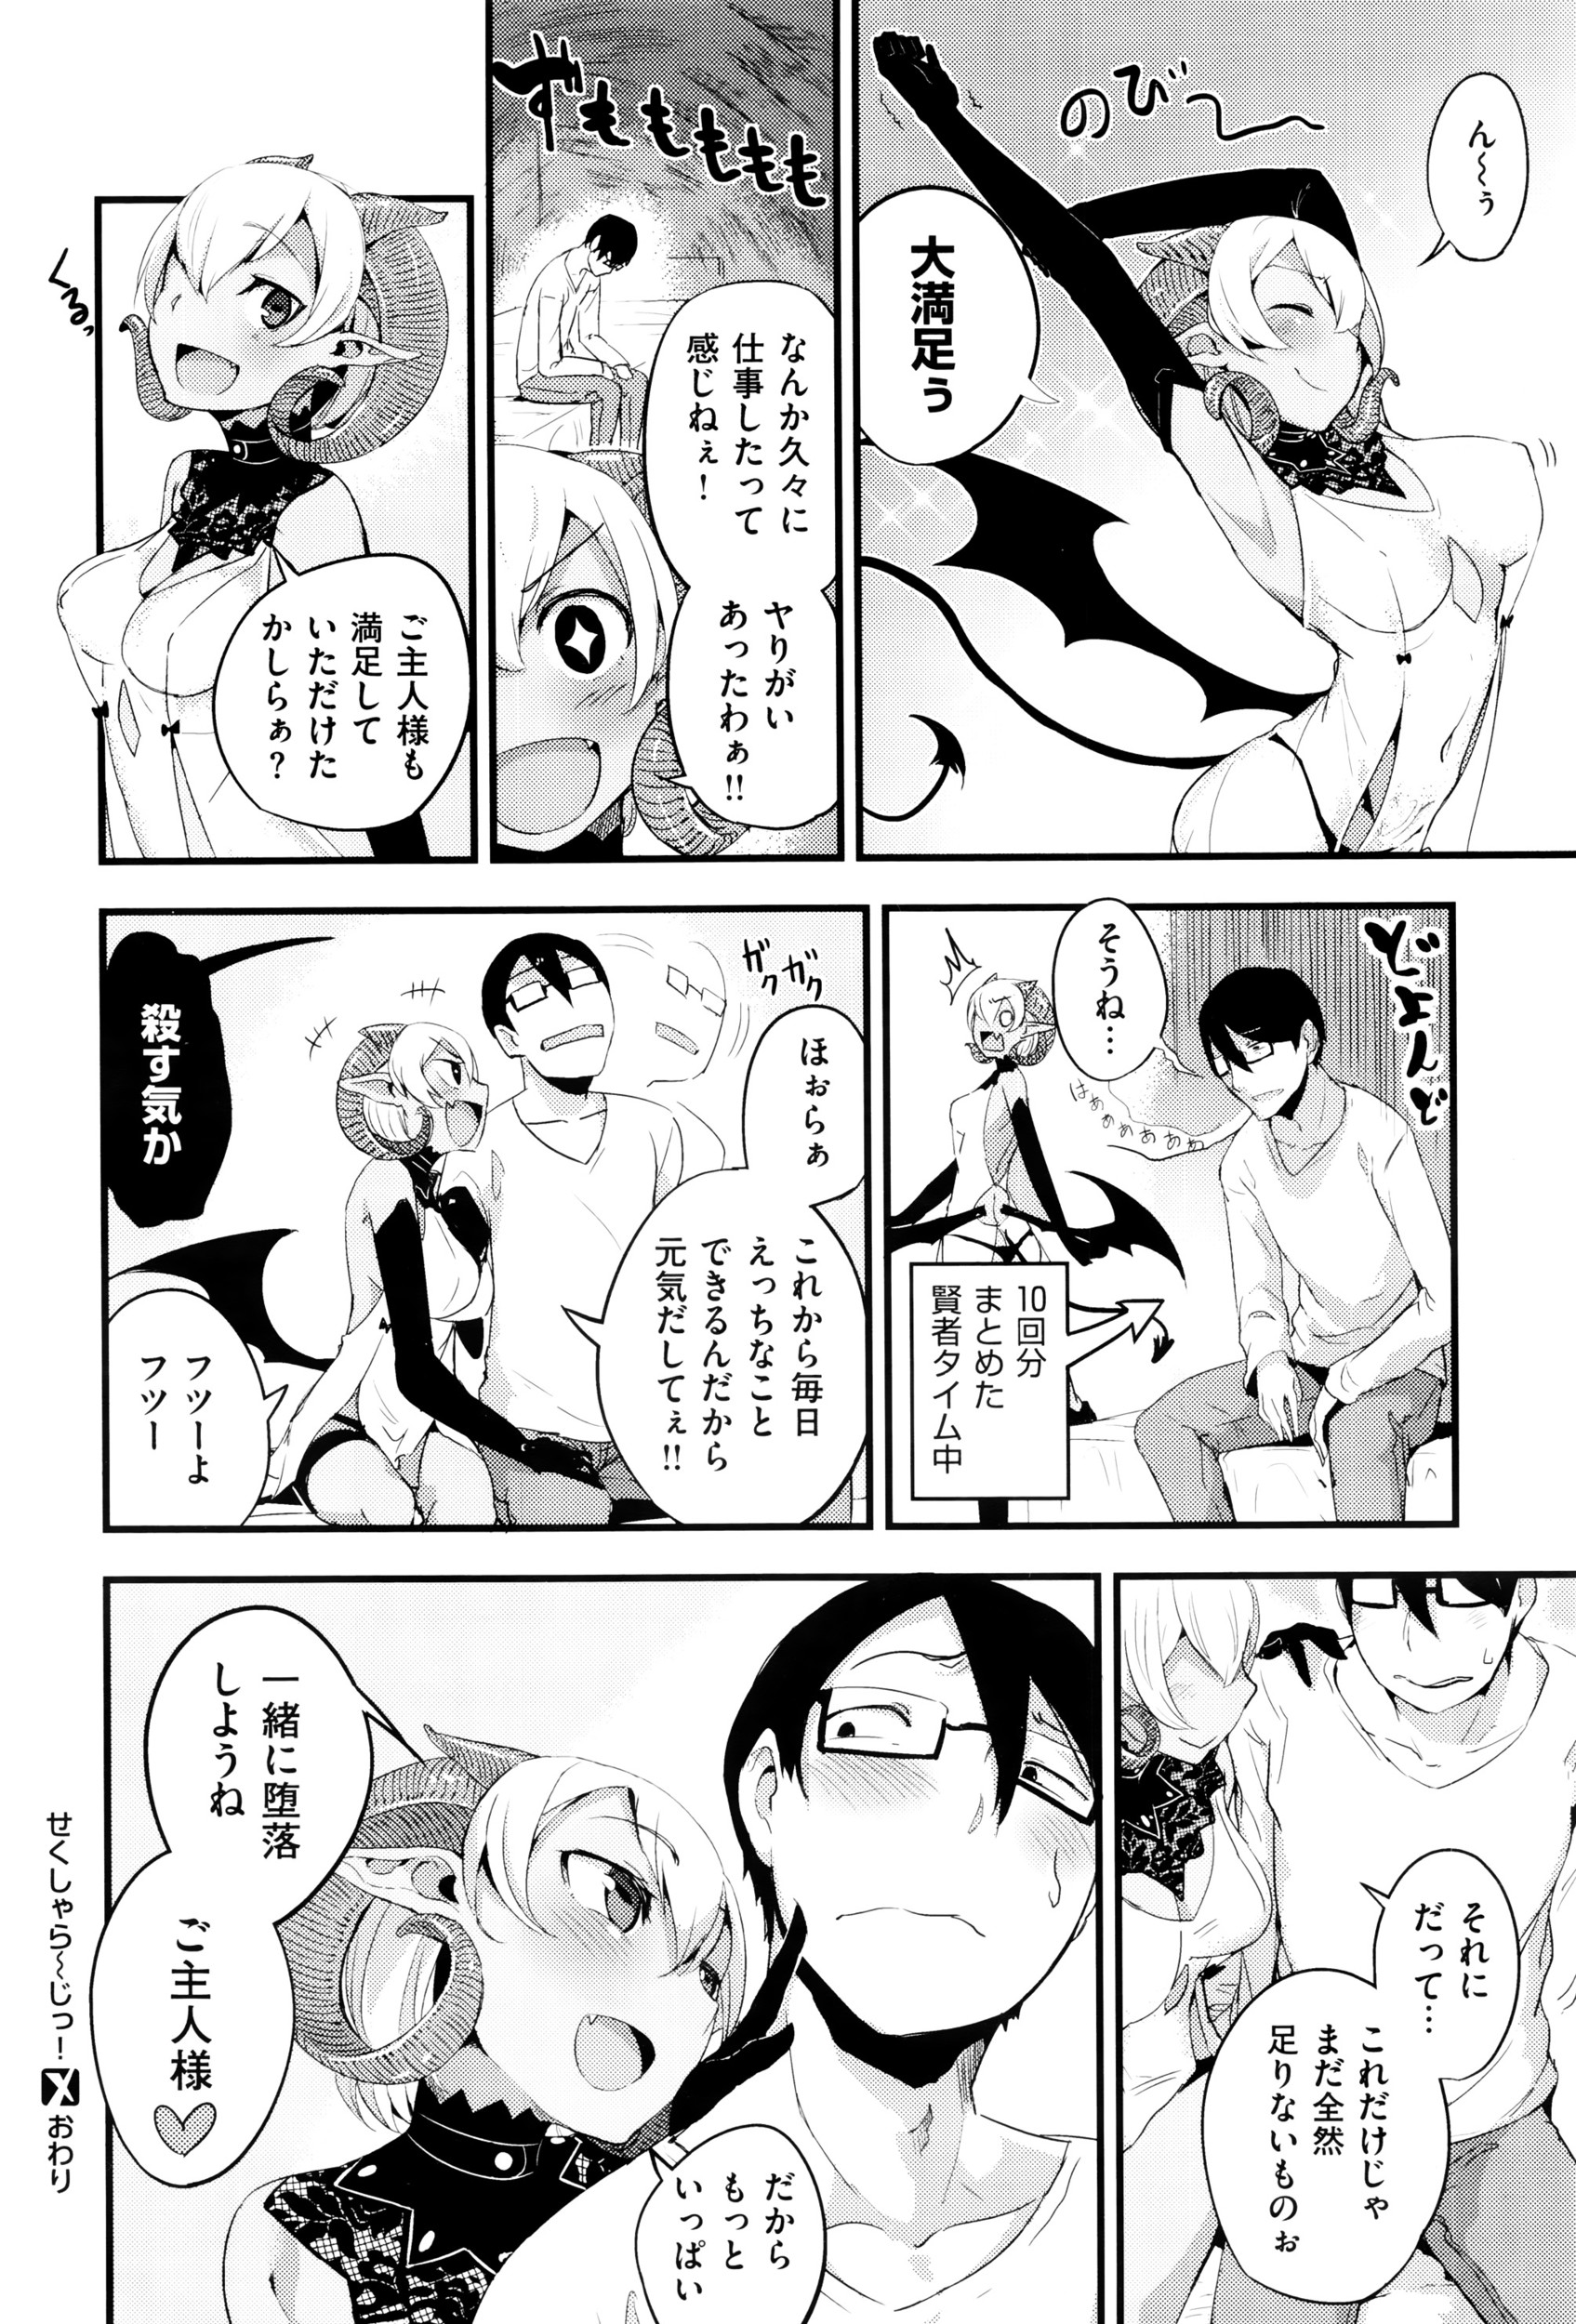 ん〜ぅ
のび〜
大満足ぅ
ずももももも
なんか久々に
仕事したって
感じねぇ!
ヤりがい
あったわぁ!!
くるっ
ご主人様も
満足して
いただけた
かしらぁ?
どよーんど
そうね…
はぁぁぁぁぁぁ
10回分
まとめた
賢者タイム中
ガクガク
ほぉらぁ
これから毎日
えっちなこと
できるんだから
元気だしてぇ!!
殺す気か
フツーよ
フツー
それに
だって…
これだけじゃ
まだ全然
足りないものぉ
だから
もっと
いっぱい
一緒に堕落
しようね
ご主人様♡
せくしゃら〜じっ!X おわり